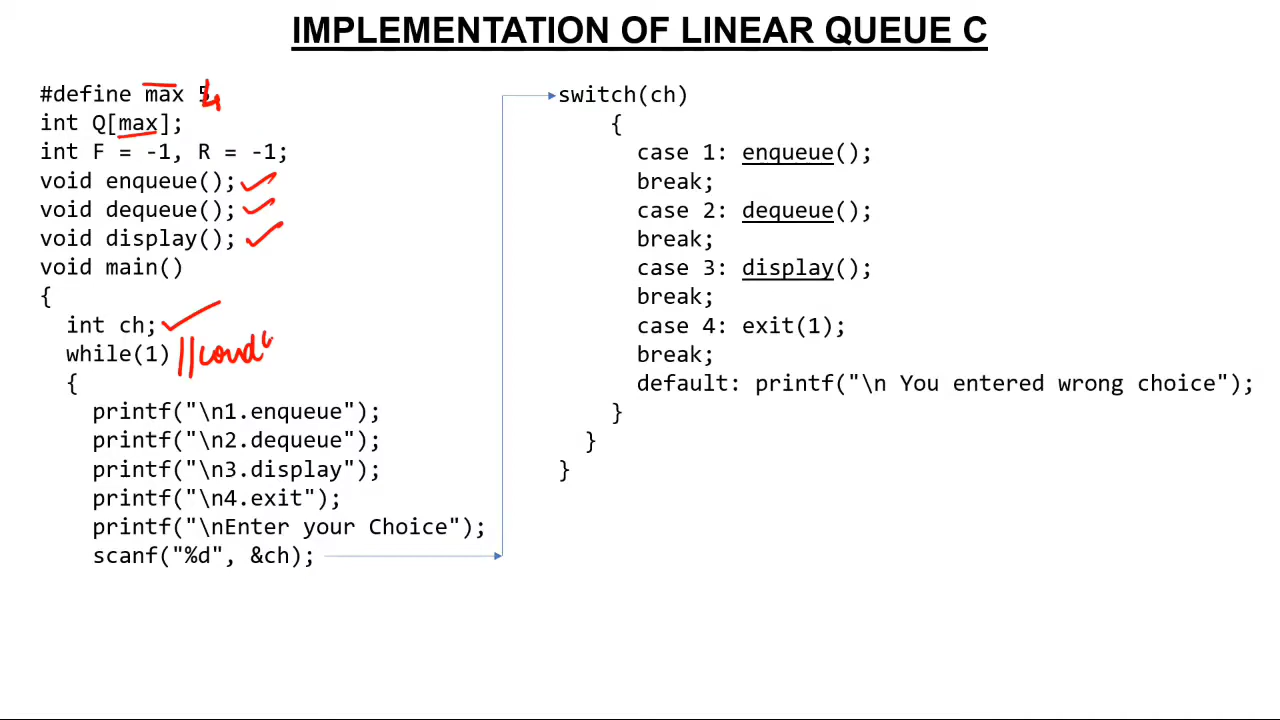 IMPLEMENTATION OF LINEAR QUEUE C
#define max 5 4
int Q[max];
int F = -1, R = -1;
void enqueue();
void dequeue();
void display();
void main()
{
int ch;
while(1) //cond
{
printf("\n1.enqueue");
printf("\n2.dequeue");
printf("\n3.display");
printf("\n4.exit");
printf("\nEnter your Choice");
scanf("%d", &ch);
switch(ch)
{
case 1: enqueue();
break;
case 2: dequeue();
break;
case 3: display();
break;
case 4: exit(1);
break;
default: printf("\n You entered wrong choice");
}
}
}